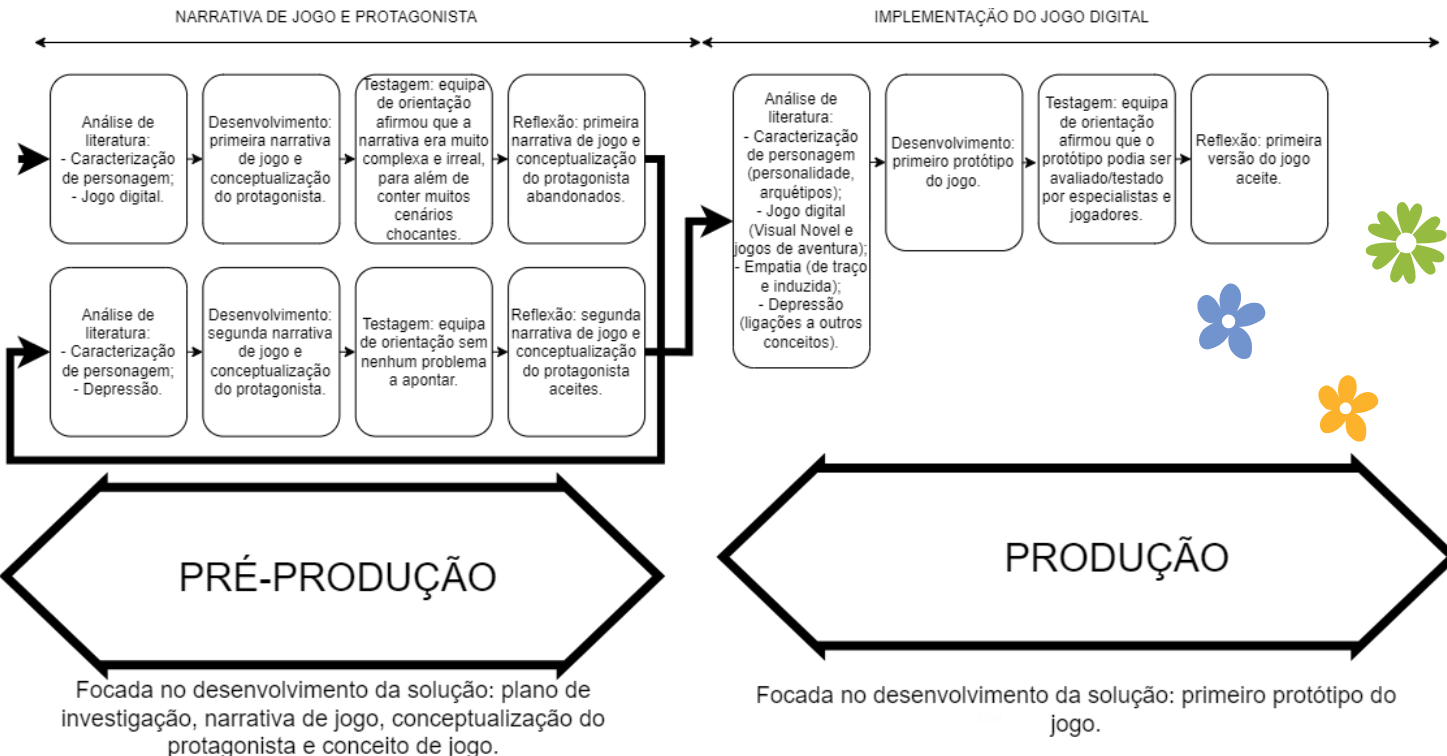 NARRATIVA DE JOGO E PROTAGONISTA
IMPLEMENTAÇÃO DO JOGO DIGITAL
Análise de
literatura:
- Caracterização
de personagem;
- Jogo digital.
Desenvolvimento:
primeira narrativa
de jogo e
conceptualização
do protagonista.
Testagem: equipa
de orientação
afirmou que a
narrativa era muito
complexa e irreal,
para além de
conter muitos
cenários
chocantes.
Reflexão: primeira
narrativa de jogo e
conceptualização
do protagonista
abandonados.
Análise de
literatura:
- Caracterização
de personagem;
- Depressão.
Desenvolvimento:
segunda narrativa
de jogo e
conceptualização
do protagonista.
Testagem: equipa
de orientação sem
nenhum problema
a apontar.
Reflexão: segunda
narrativa de jogo e
conceptualização
do protagonista
aceites.
Análise de
literatura:
- Caracterização
de personagem
(personalidade,
arquétipos);
- Jogo digital
(Visual Novel e
jogos de aventura);
- Empatia (de traço
e induzida);
- Depressão
(ligações a outros
conceitos).
Desenvolvimento:
primeiro protótipo
do jogo.
Testagem: equipa
de orientação
afirmou que o
protótipo podia ser
avaliado/testado
por especialistas e
jogadores.
Reflexão: primeira
versão do jogo
aceite.
PRÉ-PRODUÇÃO
Focada no desenvolvimento da solução: plano de
investigação, narrativa de jogo, conceptualização do
protagonista e conceito de jogo.
PRODUÇÃO
Focada no desenvolvimento da solução: primeiro protótipo do
jogo.